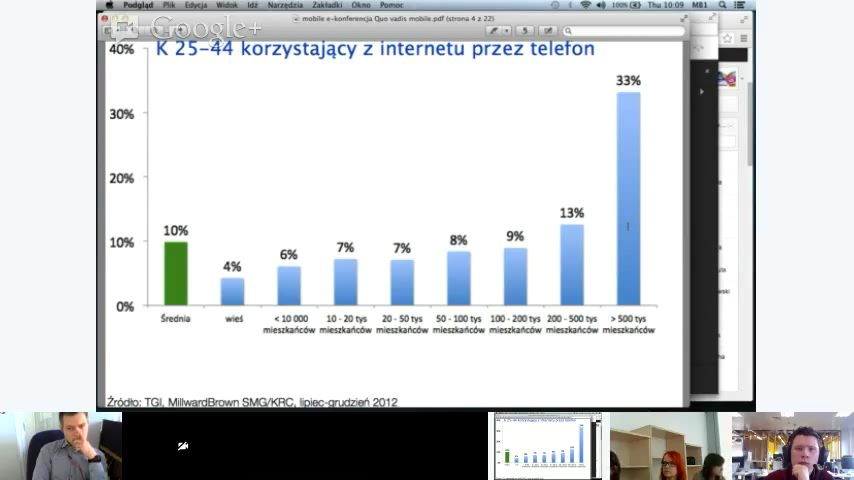 Podgląd Plik Edycja Widok Idź Narzędzia Zakładki Okno Pomoc 100% Thu 10:09 MB1
mobile e-konferencja Quo vadis mobile.pdf (strona 4 z 22)
Google+
K 25-44 korzystający z internetu przez telefon
40%
30%
20%
10%
0%
10%
4%
6%
7%
7%
8%
9%
13%
33%
Średnia
wieś
< 10 000 mieszkańców
10 - 20 tys mieszkańców
20 - 50 tys mieszkańców
50 - 100 tys mieszkańców
100 - 200 tys mieszkańców
200 - 500 tys mieszkańców
> 500 tys mieszkańców
Źródło: TGI, MillwardBrown SMG/KRC, lipiec-grudzień 2012